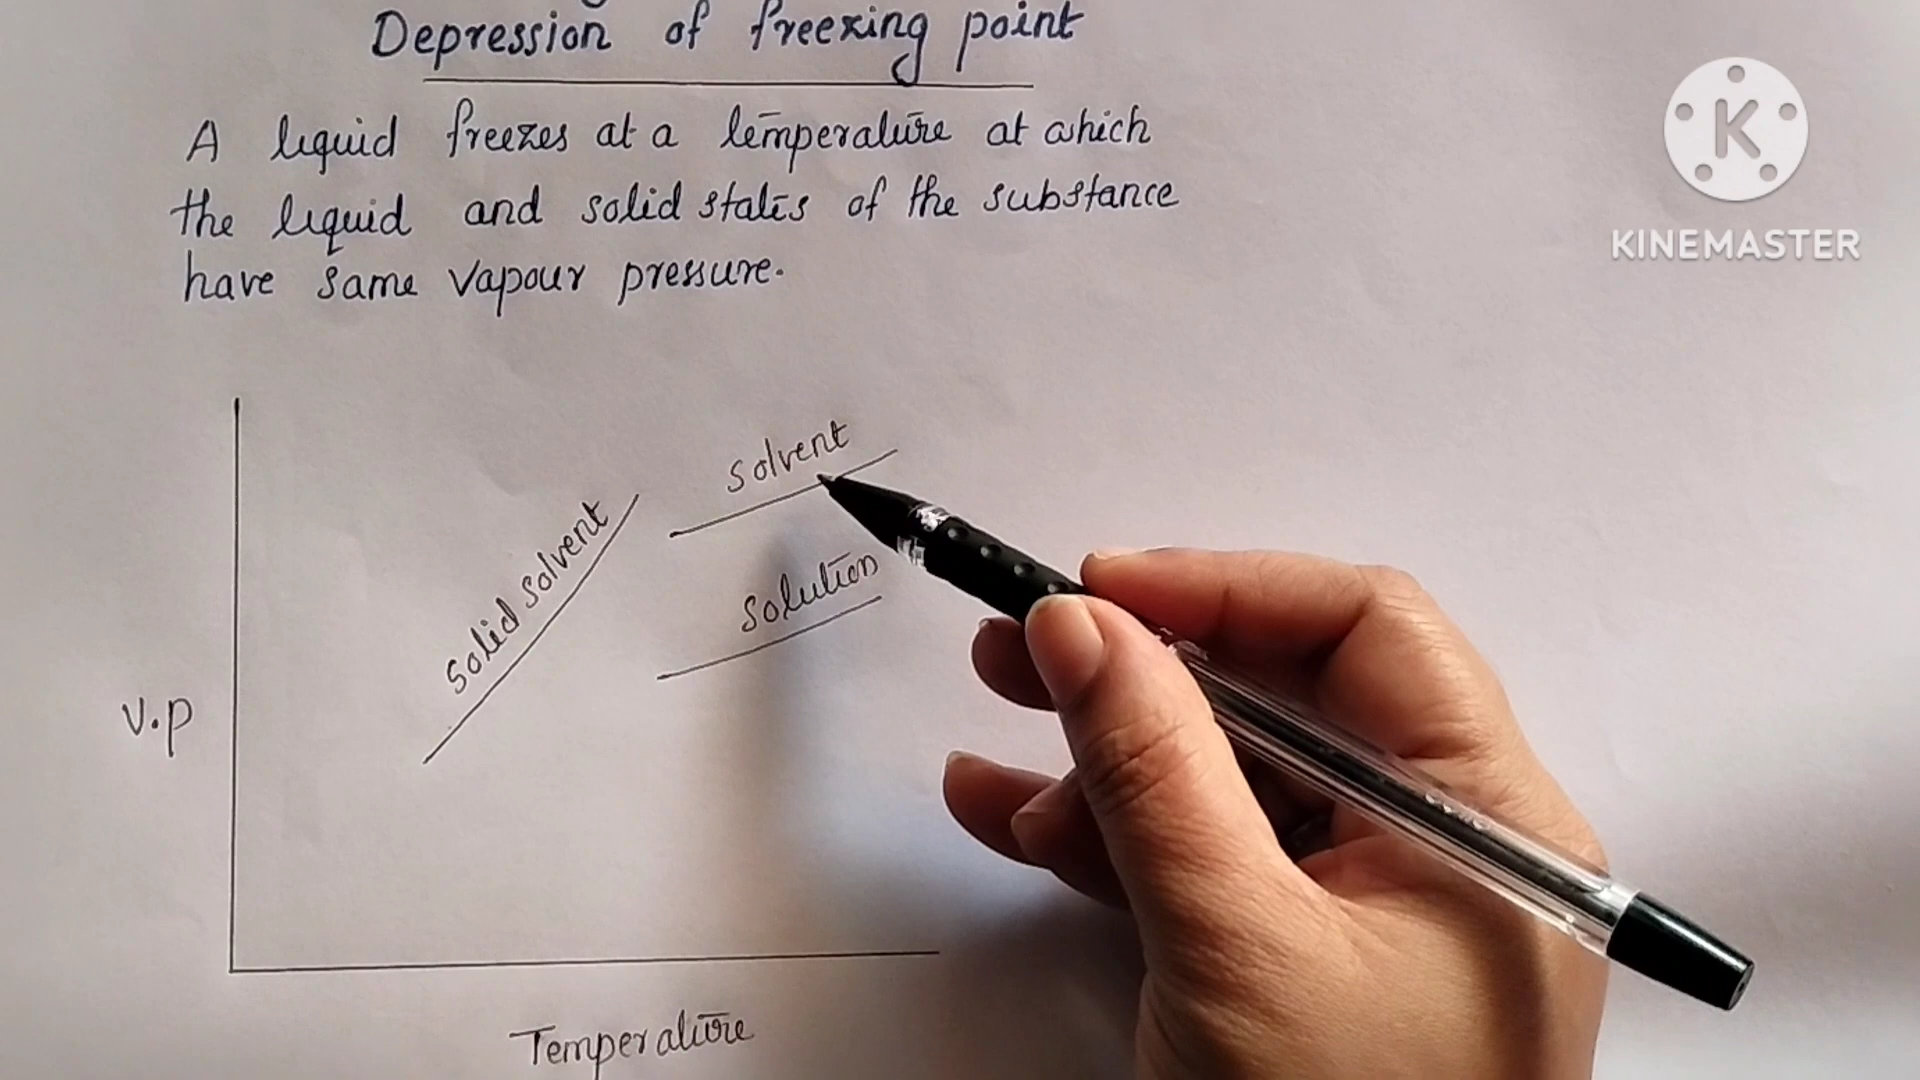 Depression of freezing point
A liquid freezes at a temperature at which
the liquid and solid states of the substance
have same vapour pressure.
K
KINEMASTER
solvent
solid solvent
solution
V.p
Temperature